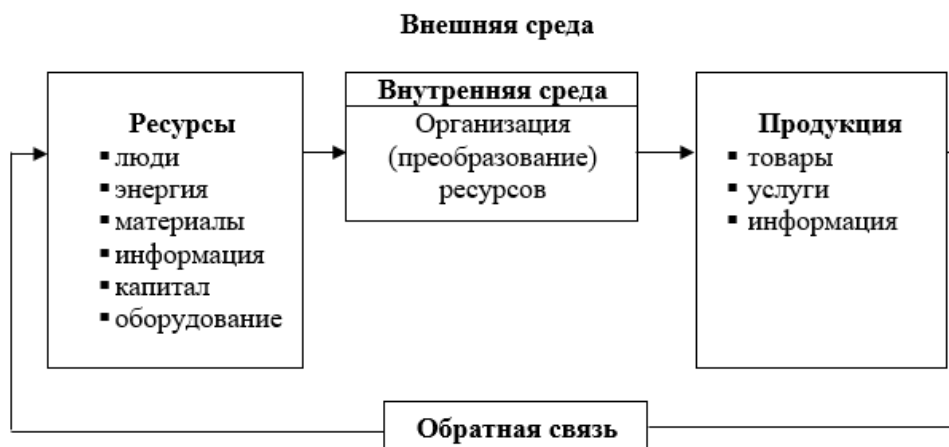 Внешняя среда
Ресурсы
▪ люди
▪ энергия
▪ материалы
▪ информация
▪ капитал
▪ оборудование
Внутренняя среда
Организация
(преобразование)
ресурсов
Продукция
▪ товары
▪ услуги
▪ информация
Обратная связь